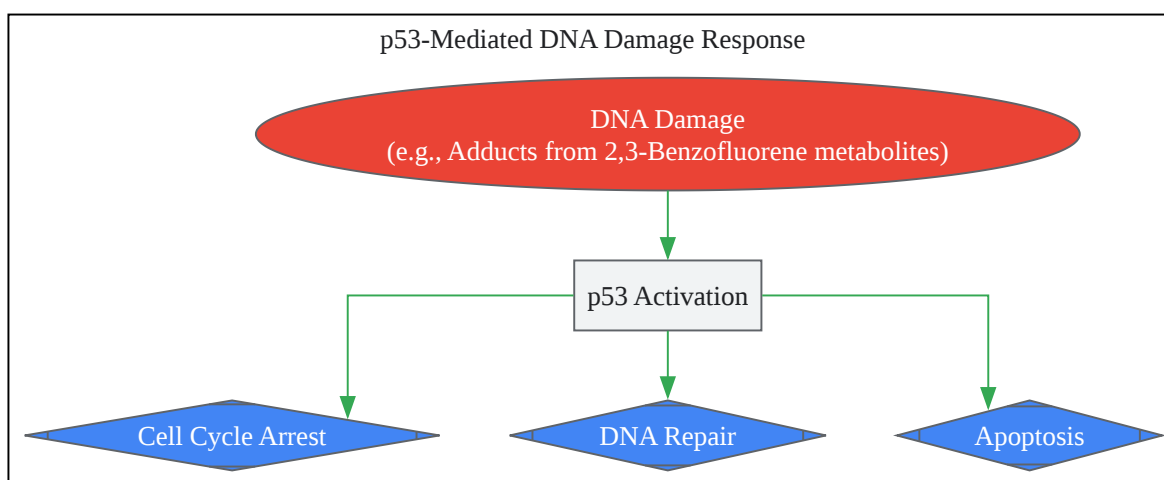 p53-Mediated DNA Damage Response
DNA Damage
(e.g., Adducts from 2,3-Benzofluorene metabolites)
p53 Activation
Cell Cycle Arrest
DNA Repair
Apoptosis